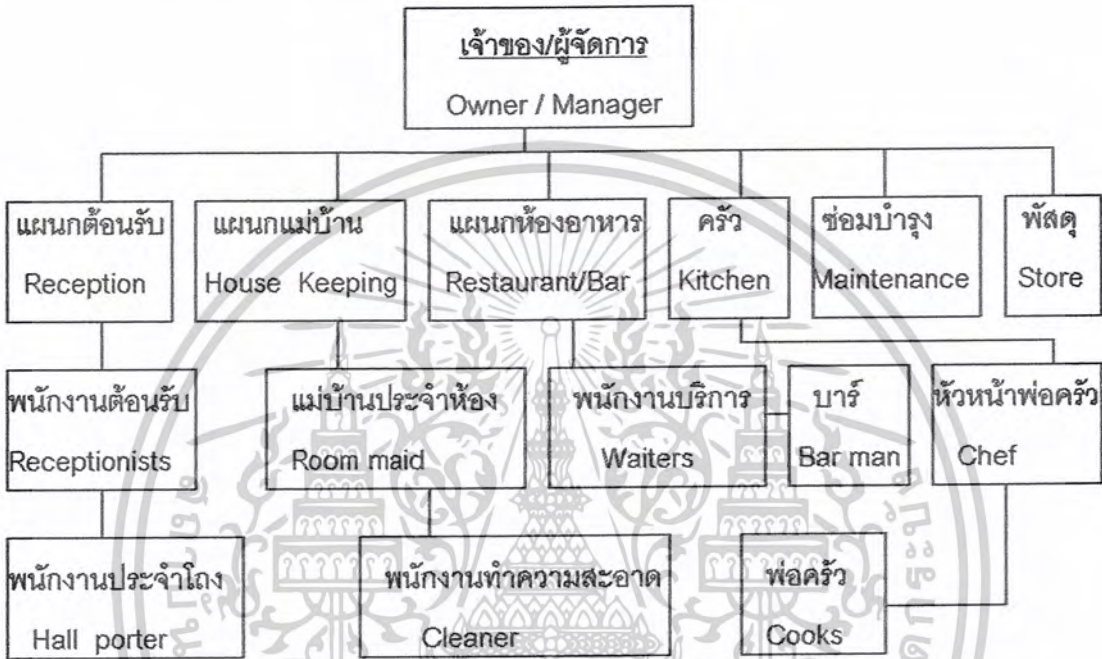 เจ้าของ/ผู้จัดการ
Owner / Manager
แผนกต้อนรับ
Reception
แผนกแม่บ้าน
House Keeping
แผนกห้องอาหาร
Restaurant/Bar
ครัว
Kitchen
ซ่อมบำรุง
Maintenance
พัสดุ
Store
พนักงานต้อนรับ
Receptionists
แม่บ้านประจำห้อง
Room maid
พนักงานบริการ
Waiters
บาร์
Bar man
หัวหน้าพ่อครัว
Chef
พนักงานประจำโถง
Hall porter
พนักงานทำความสะอาด
Cleaner
พ่อครัว
Cooks